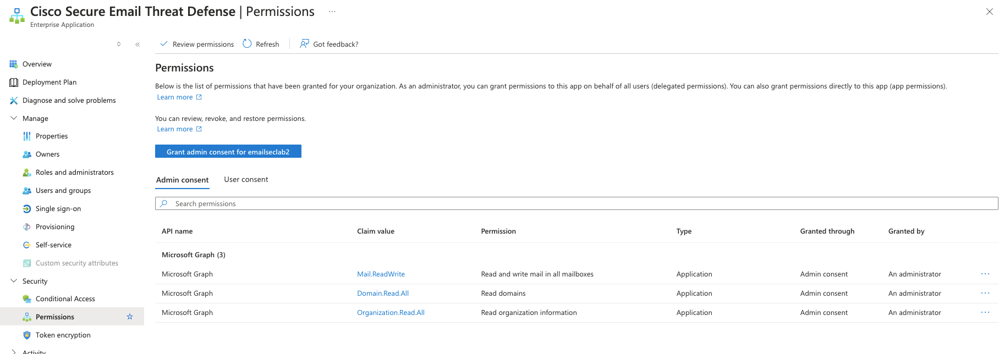 Cisco Secure Email Threat Defense | Permissions ...
Enterprise Application
Review permissions Refresh Got feedback?
Overview
Deployment Plan
Diagnose and solve problems
Manage
Properties
Owners
Roles and administrators
Users and groups
Single sign-on
Provisioning
Self-service
Custom security attributes
Security
Conditional Access
Permissions
Token encryption
Activity
Permissions
Below is the list of permissions that have been granted for your organization. As an administrator, you can grant permissions to this app on behalf of all users (delegated permissions). You can also grant permissions directly to this app (app permissions).
Learn more
You can review, revoke, and restore permissions.
Learn more
Grant admin consent for emailseclab2
Admin consent User consent
Search permissions
API name Claim value Permission Type Granted through Granted by
Microsoft Graph (3)
Microsoft Graph Mail.ReadWrite Read and write mail in all mailboxes Application Admin consent An administrator ...
Microsoft Graph Domain.Read.All Read domains Application Admin consent An administrator ...
Microsoft Graph Organization.Read.All Read organization information Application Admin consent An administrator ...